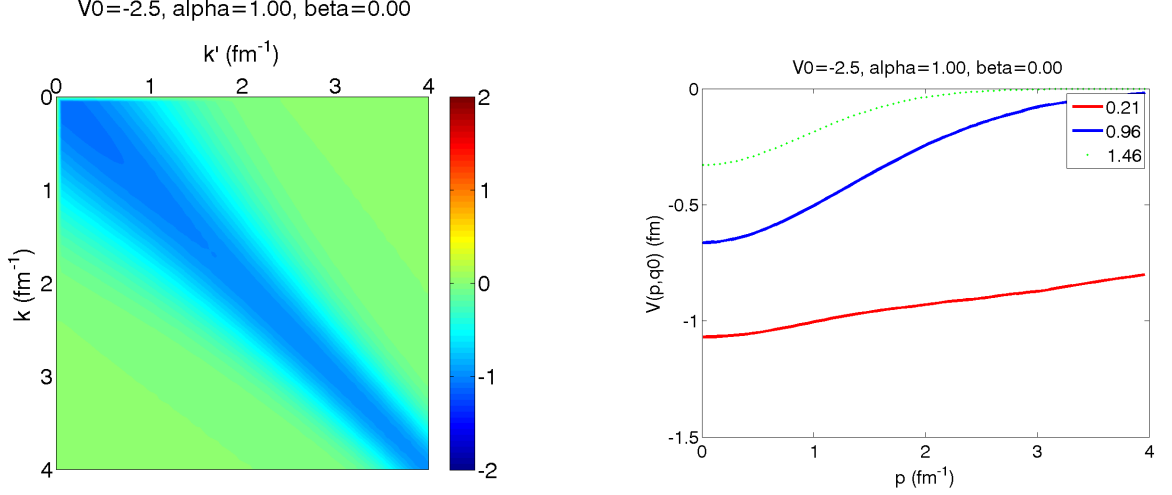 V0=-2.5, alpha=1.00, beta=0.00
k' (fm⁻¹)
0 1 2 3 4
0
1
2
3
4
k (fm⁻¹)
2
1
0
-1
-2
V0=-2.5, alpha=1.00, beta=0.00
0
-0.5
-1
-1.5
V(p,q0) (fm)
0.21
0.96
1.46
0 1 2 3 4
p (fm⁻¹)